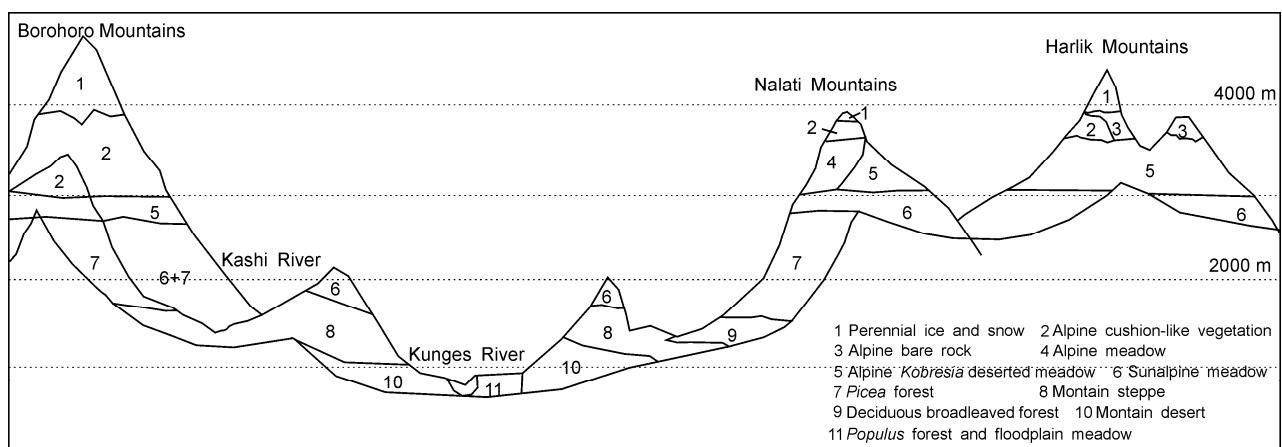 Borohoro Mountains
Harlik Mountains
Nalati Mountains
1
1
4000 m
1
2
2
3
3
2
4
5
5
2
5
6
6
Kashi River
7
6+7
7
2000 m
6
6
8
8
9
Kunges River
10
11
10
1 Perennial ice and snow 2 Alpine cushion-like vegetation
3 Alpine bare rock 4 Alpine meadow
5 Alpine Kobresia deserted meadow 6 Sunalpine meadow
7 Picea forest 8 Montain steppe
9 Deciduous broadleaved forest 10 Montain desert
11 Populus forest and floodplain meadow